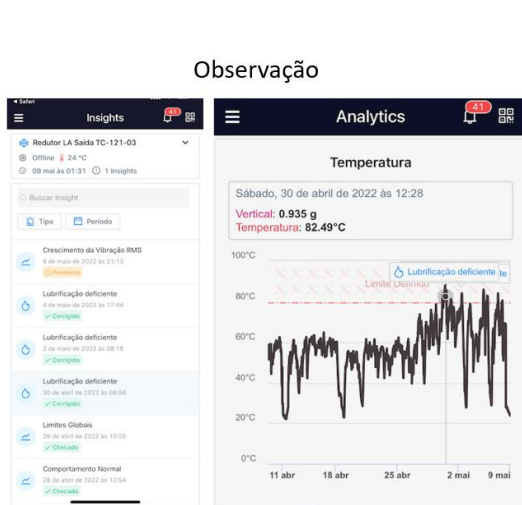 Observação
Safari
Insights
41
Redutor LA Saída TC-121-03
Offline 24 °C
09 mai às 01:31 1 Insights
Buscar Insight
Tipo Período
Crescimento da Vibração RMS
6 de maio de 2022 às 21:13
Pendente
Lubrificação deficiente
4 de maio de 2022 às 17:44
Corrigido
Lubrificação deficiente
2 de maio de 2022 às 08:18
Corrigido
Lubrificação deficiente
30 de abril de 2022 às 06:56
Corrigido
Limites Globais
29 de abril de 2022 às 10:02
Checado
Comportamento Normal
28 de abril de 2022 às 13:54
Checado
Analytics
41
Temperatura
Sábado, 30 de abril de 2022 às 12:28
Vertical: 0.935 g
Temperatura: 82.49°C
100°C
Lubrificação deficiente te
Limite Definido
80°C
60°C
40°C
20°C
0°C
11 abr 18 abr 25 abr 2 mai 9 mai